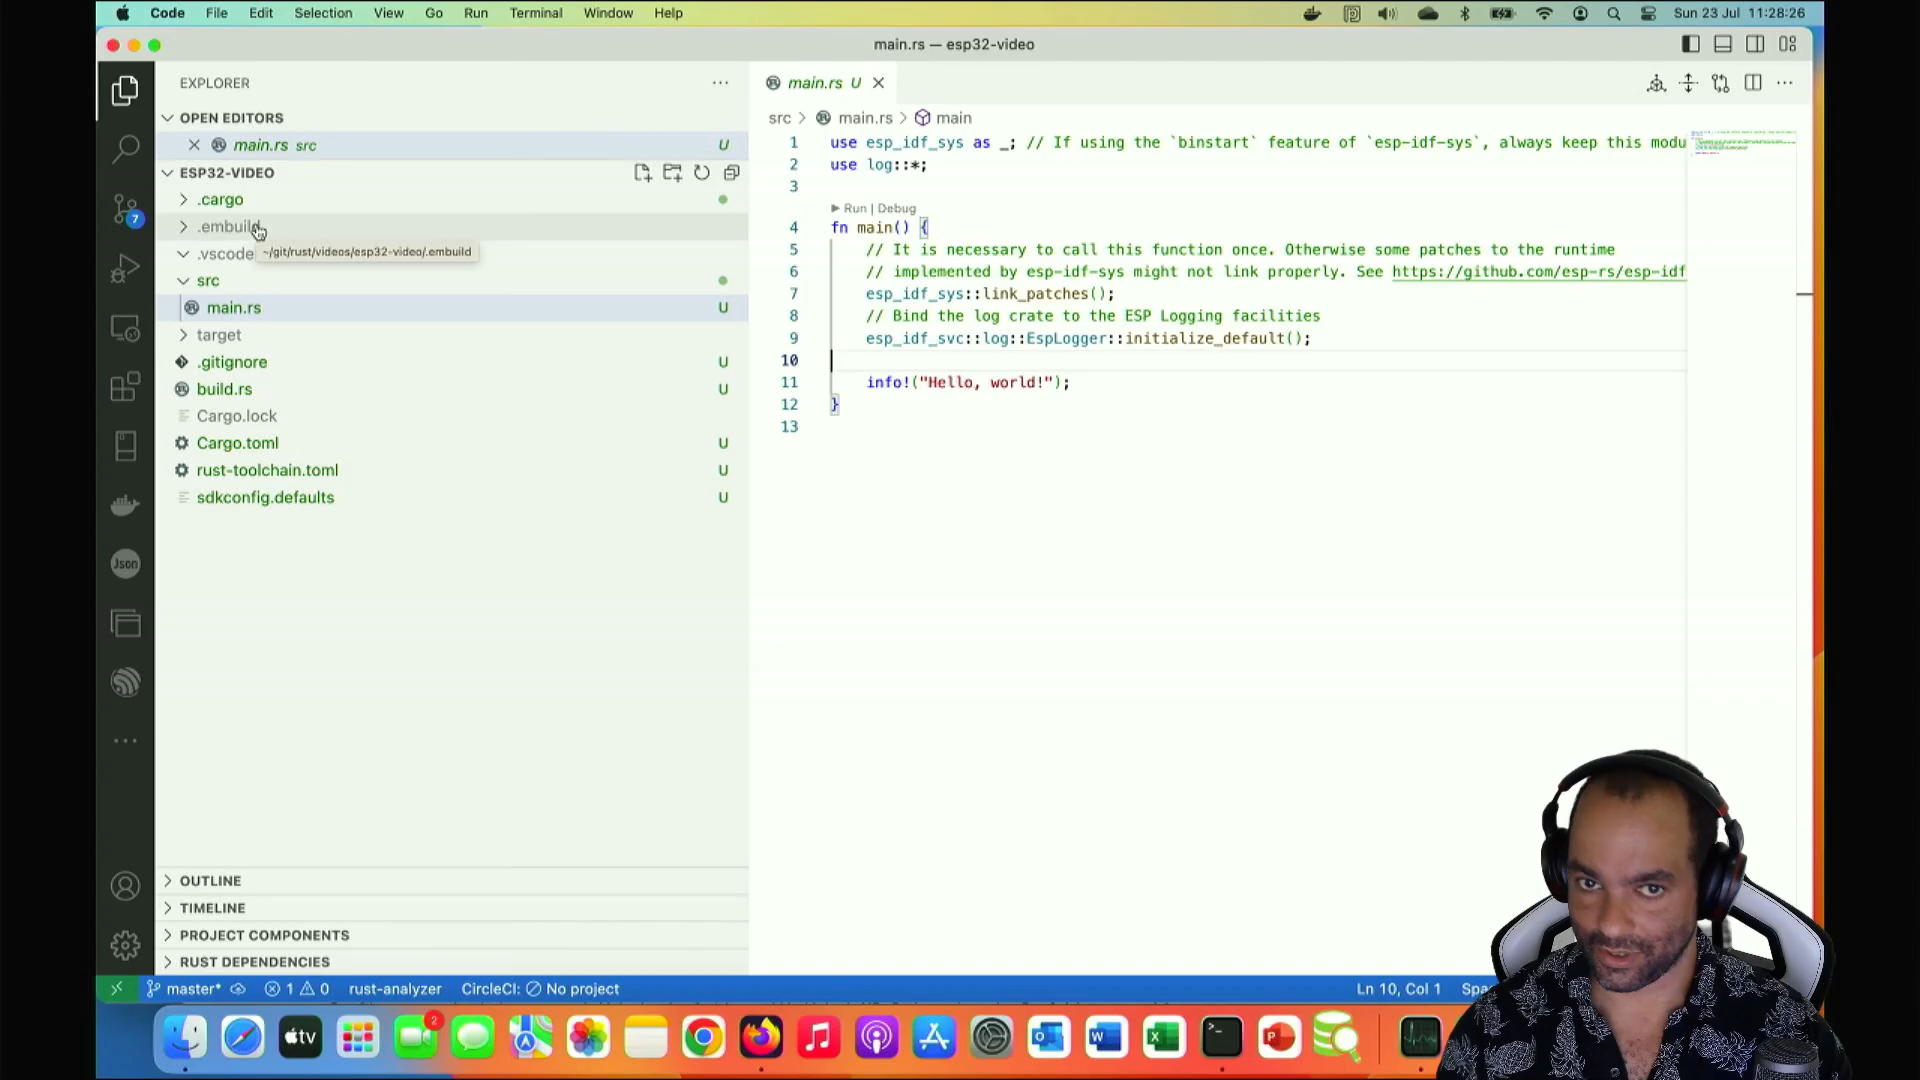 Code File Edit Selection View Go Run Terminal Window Help Sun 23 Jul 11:28:26
main.rs — esp32-video
EXPLORER
OPEN EDITORS
main.rs src U
ESP32-VIDEO
.cargo
.embuild
~/git/rust/videos/esp32-video/.embuild
.vscode
src
main.rs U
target
.gitignore U
build.rs U
Cargo.lock
Cargo.toml U
rust-toolchain.toml U
sdkconfig.defaults U
OUTLINE
TIMELINE
PROJECT COMPONENTS
RUST DEPENDENCIES
7
Json
main.rs U
src > main.rs > main
1 use esp_idf_sys as _; // If using the `binstart` feature of `esp-idf-sys`, always keep this modu
2 use log::*;
3
Run | Debug
4 fn main() {
5 // It is necessary to call this function once. Otherwise some patches to the runtime
6 // implemented by esp-idf-sys might not link properly. See https://github.com/esp-rs/esp-idf
7 esp_idf_sys::link_patches();
8 // Bind the log crate to the ESP Logging facilities
9 esp_idf_svc::log::EspLogger::initialize_default();
10
11 info!("Hello, world!");
12 }
13
master* 1 0 rust-analyzer CircleCI: No project Ln 10, Col 1 Spa
2
tv